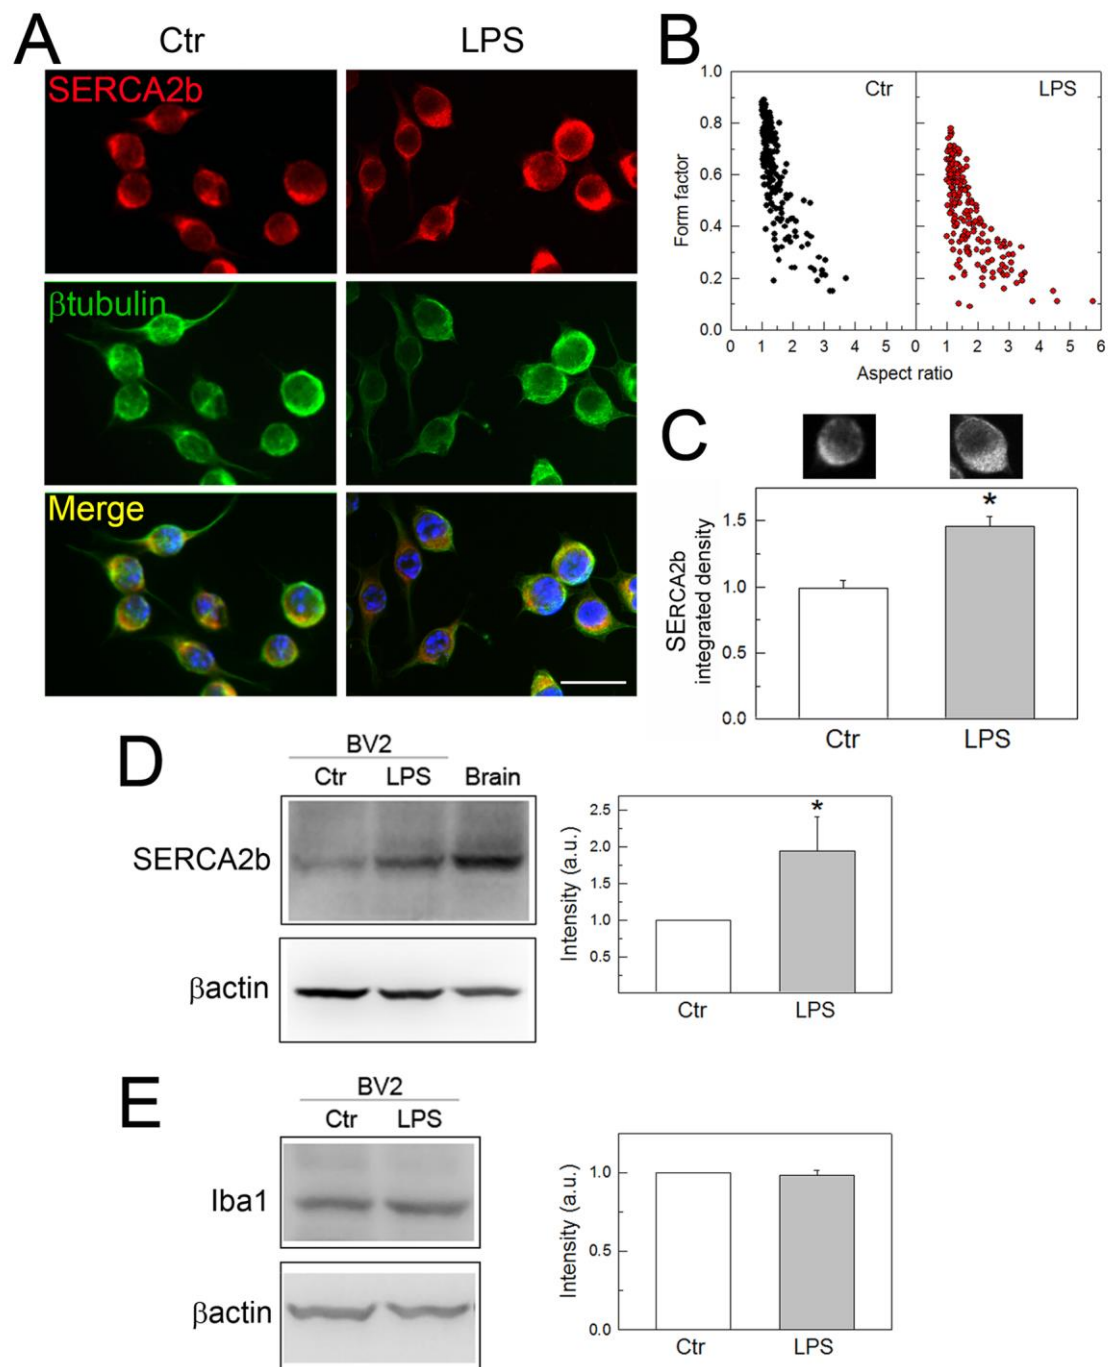 A
Ctr
LPS
SERCA2b
βtubulin
Merge
B
Ctr
LPS
Form factor
1.0
0.8
0.6
0.4
0.2
0.0
0 1 2 3 4 5 0 1 2 3 4 5 6
Aspect ratio
C
SERCA2b
integrated density
1.5
1.0
0.5
0.0
*
Ctr
LPS
D
BV2
Ctr LPS Brain
SERCA2b
βactin
Intensity (a.u.)
2.5
2.0
1.5
1.0
0.5
*
Ctr
LPS
E
BV2
Ctr LPS
Iba1
βactin
Intensity (a.u.)
1.0
0.5
0.0
Ctr
LPS